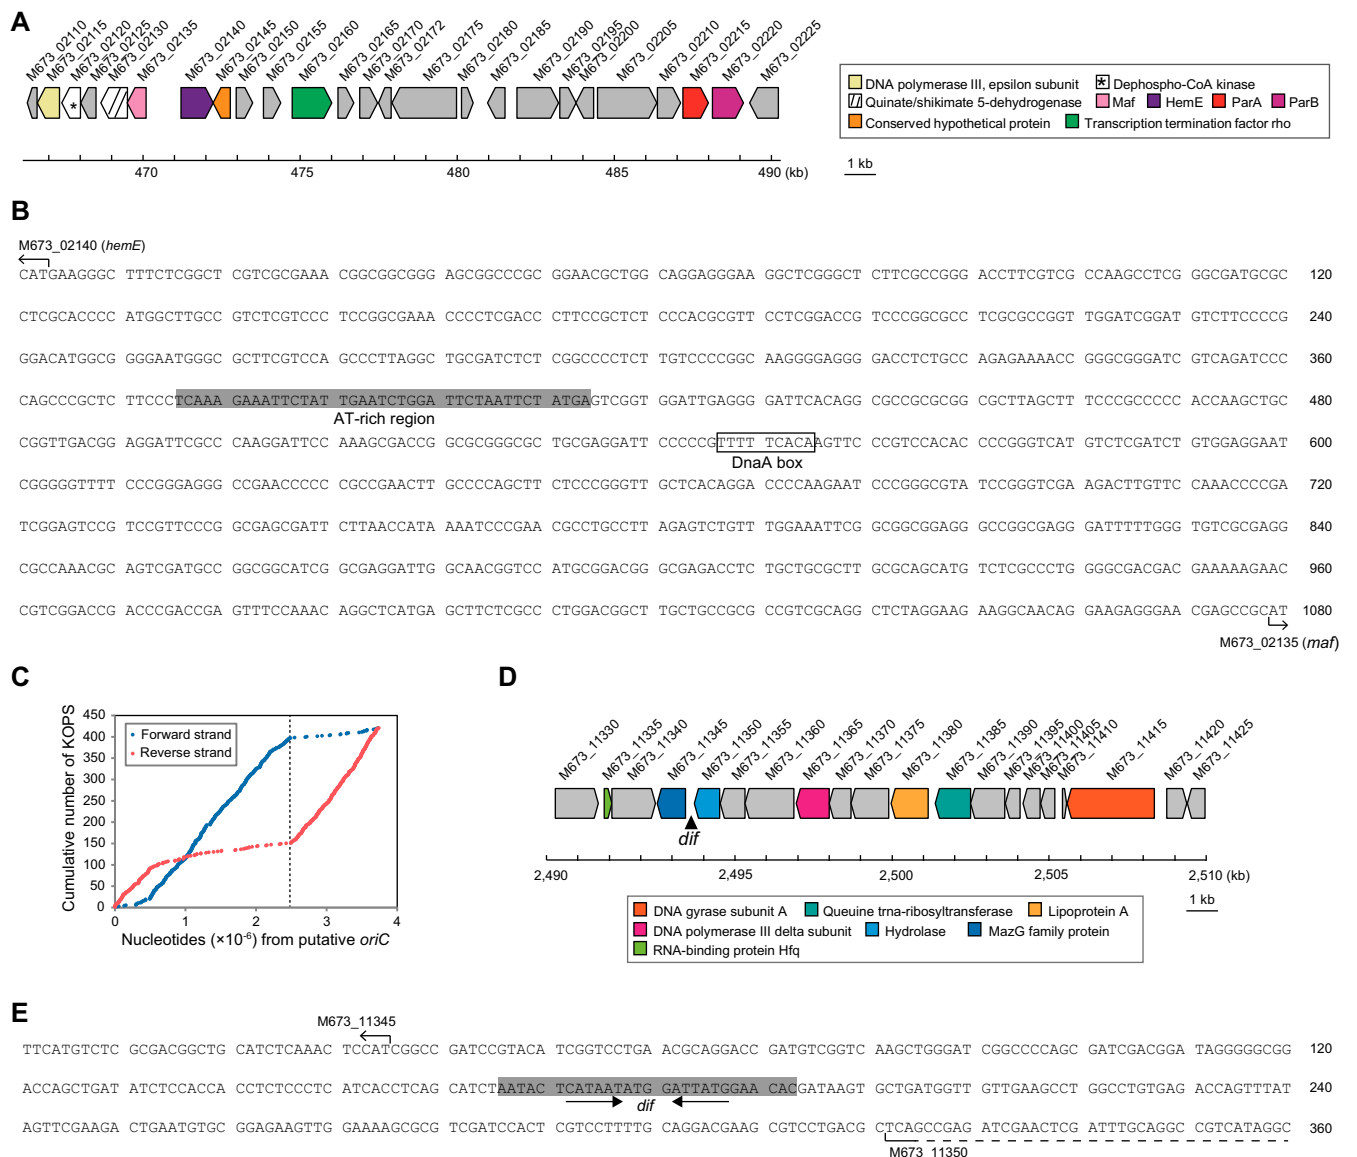 A
M673_02110
M673_02115
M673_02120
M673_02125
M673_02130
M673_02135
M673_02140
M673_02145
M673_02150
M673_02155
M673_02160
M673_02165
M673_02170
M673_02172
M673_02175
M673_02180
M673_02185
M673_02190
M673_02195
M673_02200
M673_02205
M673_02210
M673_02215
M673_02220
M673_02225
*
470 475 480 485 490 (kb)
DNA polymerase III, epsilon subunit * Dephospho-CoA kinase
Quinate/shikimate 5-dehydrogenase Maf HemE ParA ParB
Conserved hypothetical protein Transcription termination factor rho
1 kb
B
M673_02140 (hemE)
CATGAAGGGC TTTCTCGGCT CGTCGCGAAA CGGCGGCGGG AGCGGCCCGC GGAACGCTGG CAGGAGGGAA GGCTCGGGCT CTTCGCCGGG ACCTTCGTCG CCAAGCCTCG GGCGATGCGC 120
CTCGCACCCC ATGGCTTGCC GTCTCGTCCC TCCGGCGAAA CCCCTCGACC CTTCCGCTCT CCCACGCGTT CCTCGGACCG TCCCGGCGCC TCGCGCCGGT TGGATCGGAT GTCTTCCCCG 240
GGACATGGCG GGGAATGGGC GCTTCGTCCA GCCCTTAGGC TGCGATCTCT CGGCCCCTCT TGTCCCCGGC AAGGGGAGGG GACCTCTGCC AGAGAAAACC GGGCGGGATC GTCAGATCCC 360
CAGCCCGCTC TTCCCTCAAA GAAATTCTAT TGAATCTGGA TTCTAATTCT ATGAGTCGGT GGATTGAGGG GATTCACAGG CGCCGCGCGG CGCTTAGCTT TCCCGCCCCC ACCAAGCTGC 480
AT-rich region
CGGTTGACGG AGGATTCGCC CAAGGATTCC AAAGCGACCG GCGCGGGCGC TGCGAGGATT CCCCCGTTTT TCACAAGTTC CCGTCCACAC CCCGGGTCAT GTCTCGATCT GTGGAGGAAT 600
DnaA box
CGGGGGTTTT CCCGGGAGGG CCGAACCCCC CGCCGAACTT GCCCCAGCTT CTCCCGGGTT GCTCACAGGA CCCCAAGAAT CCCGGGCGTA TCCGGGTCGA AGACTTGTTC CAAACCCCGA 720
TCGGAGTCCG TCCGTTCCCG GCGAGCGATT CTTAACCATA AAATCCCGAA CGCCTGCCTT AGAGTCTGTT TGGAAATTCG GCGGCGGAGG GCCGGCGAGG GATTTTTGGG TGTCGCGAGG 840
CGCCAAACGC AGTCGATGCC GGCGGCATCG GCGAGGATTG GCAACGGTCC ATGCGGACGG GCGAGACCTC TGCTGCGCTT GCGCAGCATG TCTCGCCCTG GGGCGACGAC GAAAAAGAAC 960
CGTCGGACCG ACCCGACCGA GTTTCCAAAC AGGCTCATGA GCTTCTCGCC CTGGACGGCT TGCTGCCGCG CCGTCGCAGG CTCTAGGAAG AAGGCAACAG GAAGAGGGAA CGAGCCGCAT 1080
M673_02135 (maf)
C
450
400
350
300
250
200
150
100
50
0
Cumulative number of KOPS
Forward strand
Reverse strand
0 1 2 3 4
Nucleotides (×10-6) from putative oriC
D
M673_11330
M673_11335
M673_11340
M673_11345
M673_11350
M673_11355
M673_11360
M673_11365
M673_11370
M673_11375
M673_11380
M673_11385
M673_11390
M673_11395
M673_11400
M673_11405
M673_11410
M673_11415
M673_11420
M673_11425
dif
2,490 2,495 2,500 2,505 2,510 (kb)
DNA gyrase subunit A Queuine trna-ribosyltransferase Lipoprotein A
DNA polymerase III delta subunit Hydrolase MazG family protein
RNA-binding protein Hfq
1 kb
E
M673_11345
TTCATGTCTC GCGACGGCTG CATCTCAAAC TCCATCGGCC GATCCGTACA TCGGTCCTGA ACGCAGGACC GATGTCGGTC AAGCTGGGAT CGGCCCCAGC GATCGACGGA TAGGGGGCGG 120
ACCAGCTGAT ATCTCCACCA CCTCTCCCTC ATCACCTCAG CATCTAATAC TCATAATATG GATTATGGAA CACGATAAGT GCTGATGGTT GTTGAAGCCT GGCCTGTGAG ACCAGTTTAT 240
dif
AGTTCGAAGA CTGAATGTGC GGAGAAGTTG GAAAAGCGCG TCGATCCACT CGTCCTTTTG CAGGACGAAG CGTCCTGACG CTCAGCCGAG ATCGAACTCG ATTTGCAGGC CGTCATAGGC 360
M673_11350